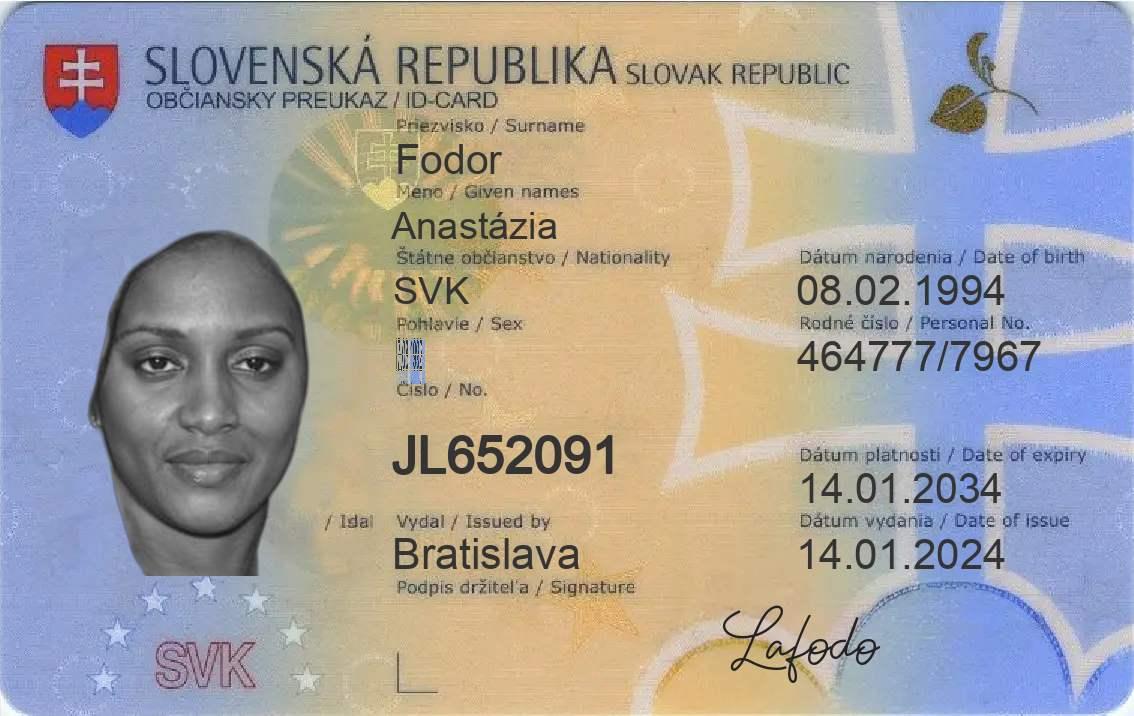 SLOVENSKÁ REPUBLIKA SLOVAK REPUBLIC
OBČIANSKY PREUKAZ / ID-CARD
Priezvisko / Surname
Fodor
Meno / Given names
Anastázia
Štátne občianstvo / Nationality
SVK
Dátum narodenia / Date of birth
08.02.1994
Pohlavie / Sex
Rodné číslo / Personal No.
464777/7967
Číslo / No.
JL652091
Dátum platnosti / Date of expiry
14.01.2034
/ Isdal Vydal / Issued by
Bratislava
Dátum vydania / Date of issue
14.01.2024
Podpis držiteľa / Signature
Lafodo
SVK